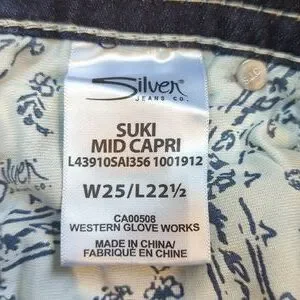 Silver
JEANS CO.
SUKI
MID CAPRI
L43910SAI356 1001912
W25/L22½
CA00508
WESTERN GLOVE WORKS
MADE IN CHINA/
FABRIQUÉ EN CHINE
Silver